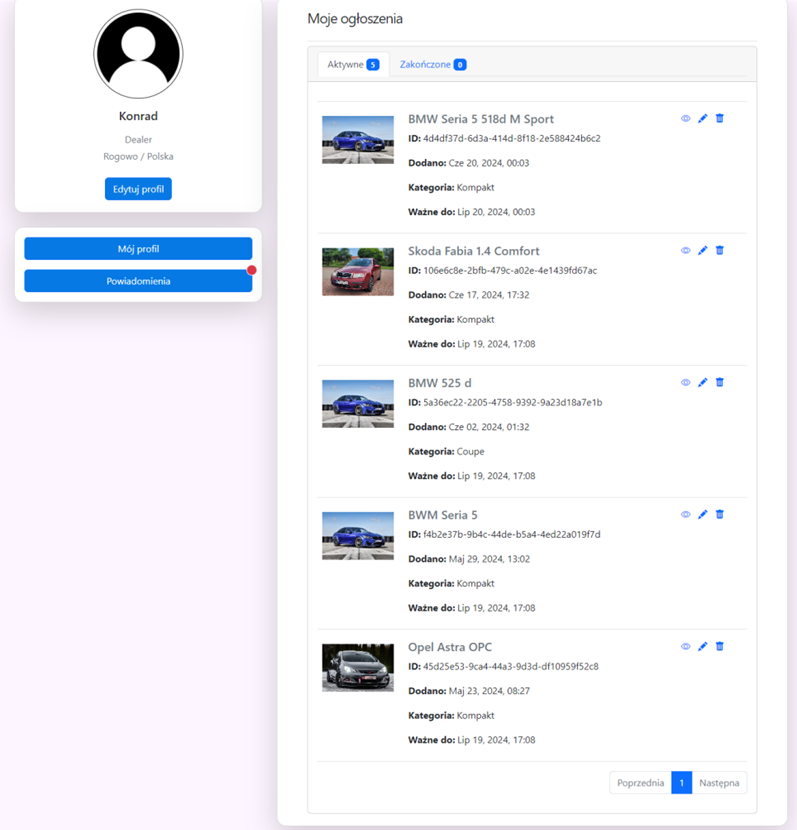 Konrad
Dealer
Rogowo / Polska
Edytuj profil
Mój profil
Powiadomienia
Moje ogłoszenia
Aktywne 5 Zakończone 0
BMW Seria 5 518d M Sport
ID: 4d4df37d-6d3a-414d-8f18-2e588424b6c2
Dodano: Cze 20, 2024, 00:03
Kategoria: Kompakt
Ważne do: Lip 20, 2024, 00:03
Skoda Fabia 1.4 Comfort
ID: 106e6c8e-2bfb-479c-a02e-4e1439fd67ac
Dodano: Cze 17, 2024, 17:32
Kategoria: Kompakt
Ważne do: Lip 19, 2024, 17:08
BMW 525 d
ID: 5a36ec22-2205-4758-9392-9a23d18a7e1b
Dodano: Cze 02, 2024, 01:32
Kategoria: Coupe
Ważne do: Lip 19, 2024, 17:08
BWM Seria 5
ID: f4b2e37b-9b4c-44de-b5a4-4ed22a019f7d
Dodano: Maj 29, 2024, 13:02
Kategoria: Kompakt
Ważne do: Lip 19, 2024, 17:08
Opel Astra OPC
ID: 45d25e53-9ca4-44a3-9d3d-df10959f52c8
Dodano: Maj 23, 2024, 08:27
Kategoria: Kompakt
Ważne do: Lip 19, 2024, 17:08
Poprzednia 1 Następna